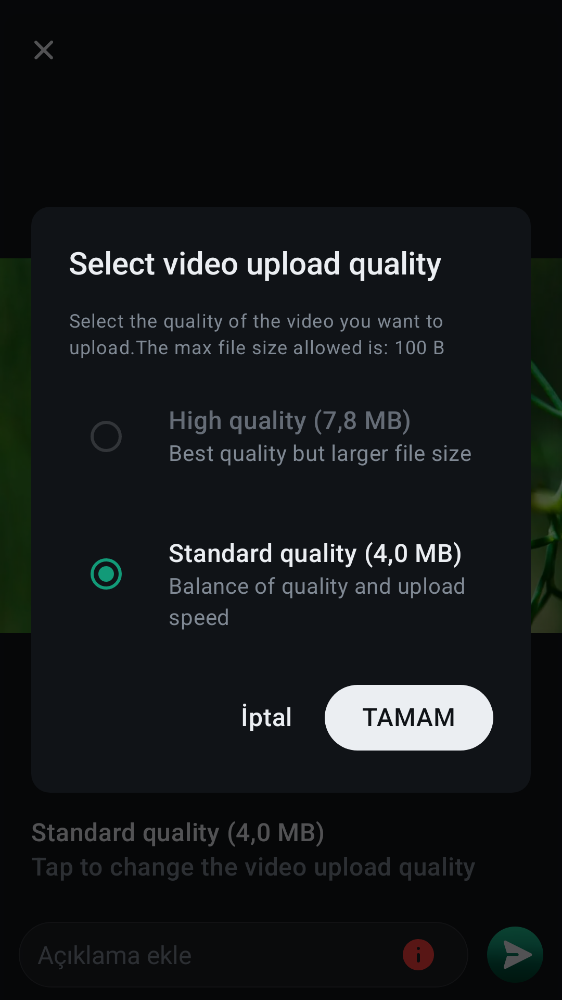 Select video upload quality
Select the quality of the video you want to
upload.The max file size allowed is: 100 B
High quality (7,8 MB)
Best quality but larger file size
Standard quality (4,0 MB)
Balance of quality and upload
speed
İptal
TAMAM
Standard quality (4,0 MB)
Tap to change the video upload quality
Açıklama ekle